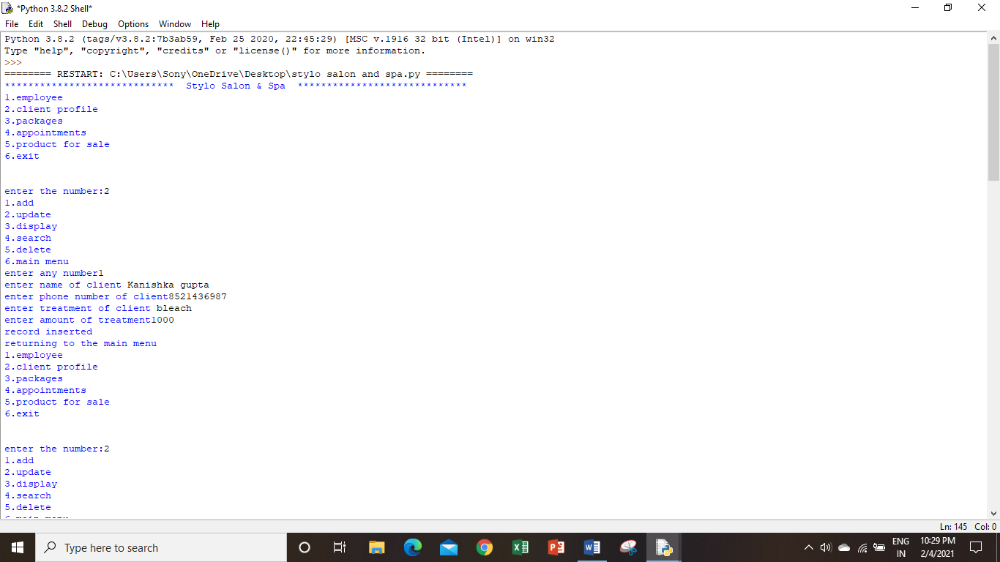 *Python 3.8.2 Shell*
File Edit Shell Debug Options Window Help
Python 3.8.2 (tags/v3.8.2:7b3ab59, Feb 25 2020, 22:45:29) [MSC v.1916 32 bit (Intel)] on win32
Type "help", "copyright", "credits" or "license()" for more information.
>>>
======== RESTART: C:\Users\Sony\OneDrive\Desktop\stylo salon and spa.py ========
***************************** Stylo Salon & Spa *****************************
1.employee
2.client profile
3.packages
4.appointments
5.product for sale
6.exit
enter the number:2
1.add
2.update
3.display
4.search
5.delete
6.main menu
enter any number1
enter name of client Kanishka gupta
enter phone number of client8521436987
enter treatment of client bleach
enter amount of treatment1000
record inserted
returning to the main menu
1.employee
2.client profile
3.packages
4.appointments
5.product for sale
6.exit
enter the number:2
1.add
2.update
3.display
4.search
5.delete
Ln: 145 Col: 0
Type here to search
ENG
IN
10:29 PM
2/4/2021